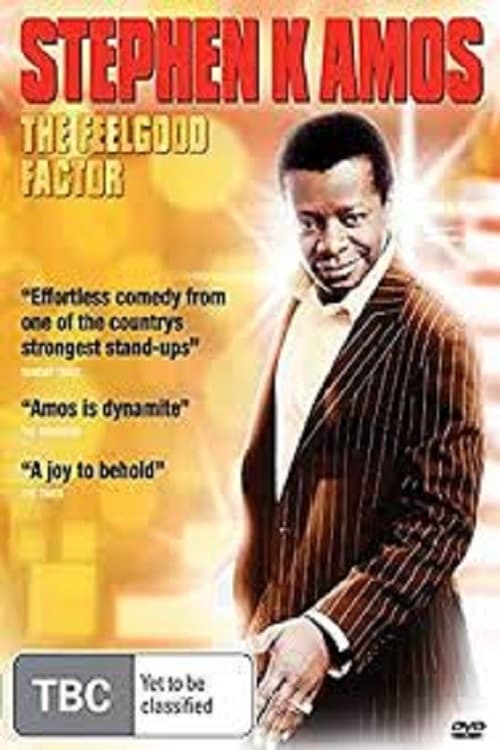 STEPHEN K AMOS
THE FEELGOOD
FACTOR
"Effortless comedy from
one of the countrys
strongest stand-ups"
"Amos is dynamite"
"A joy to behold"
TBC
Yet to be
classified
DVD